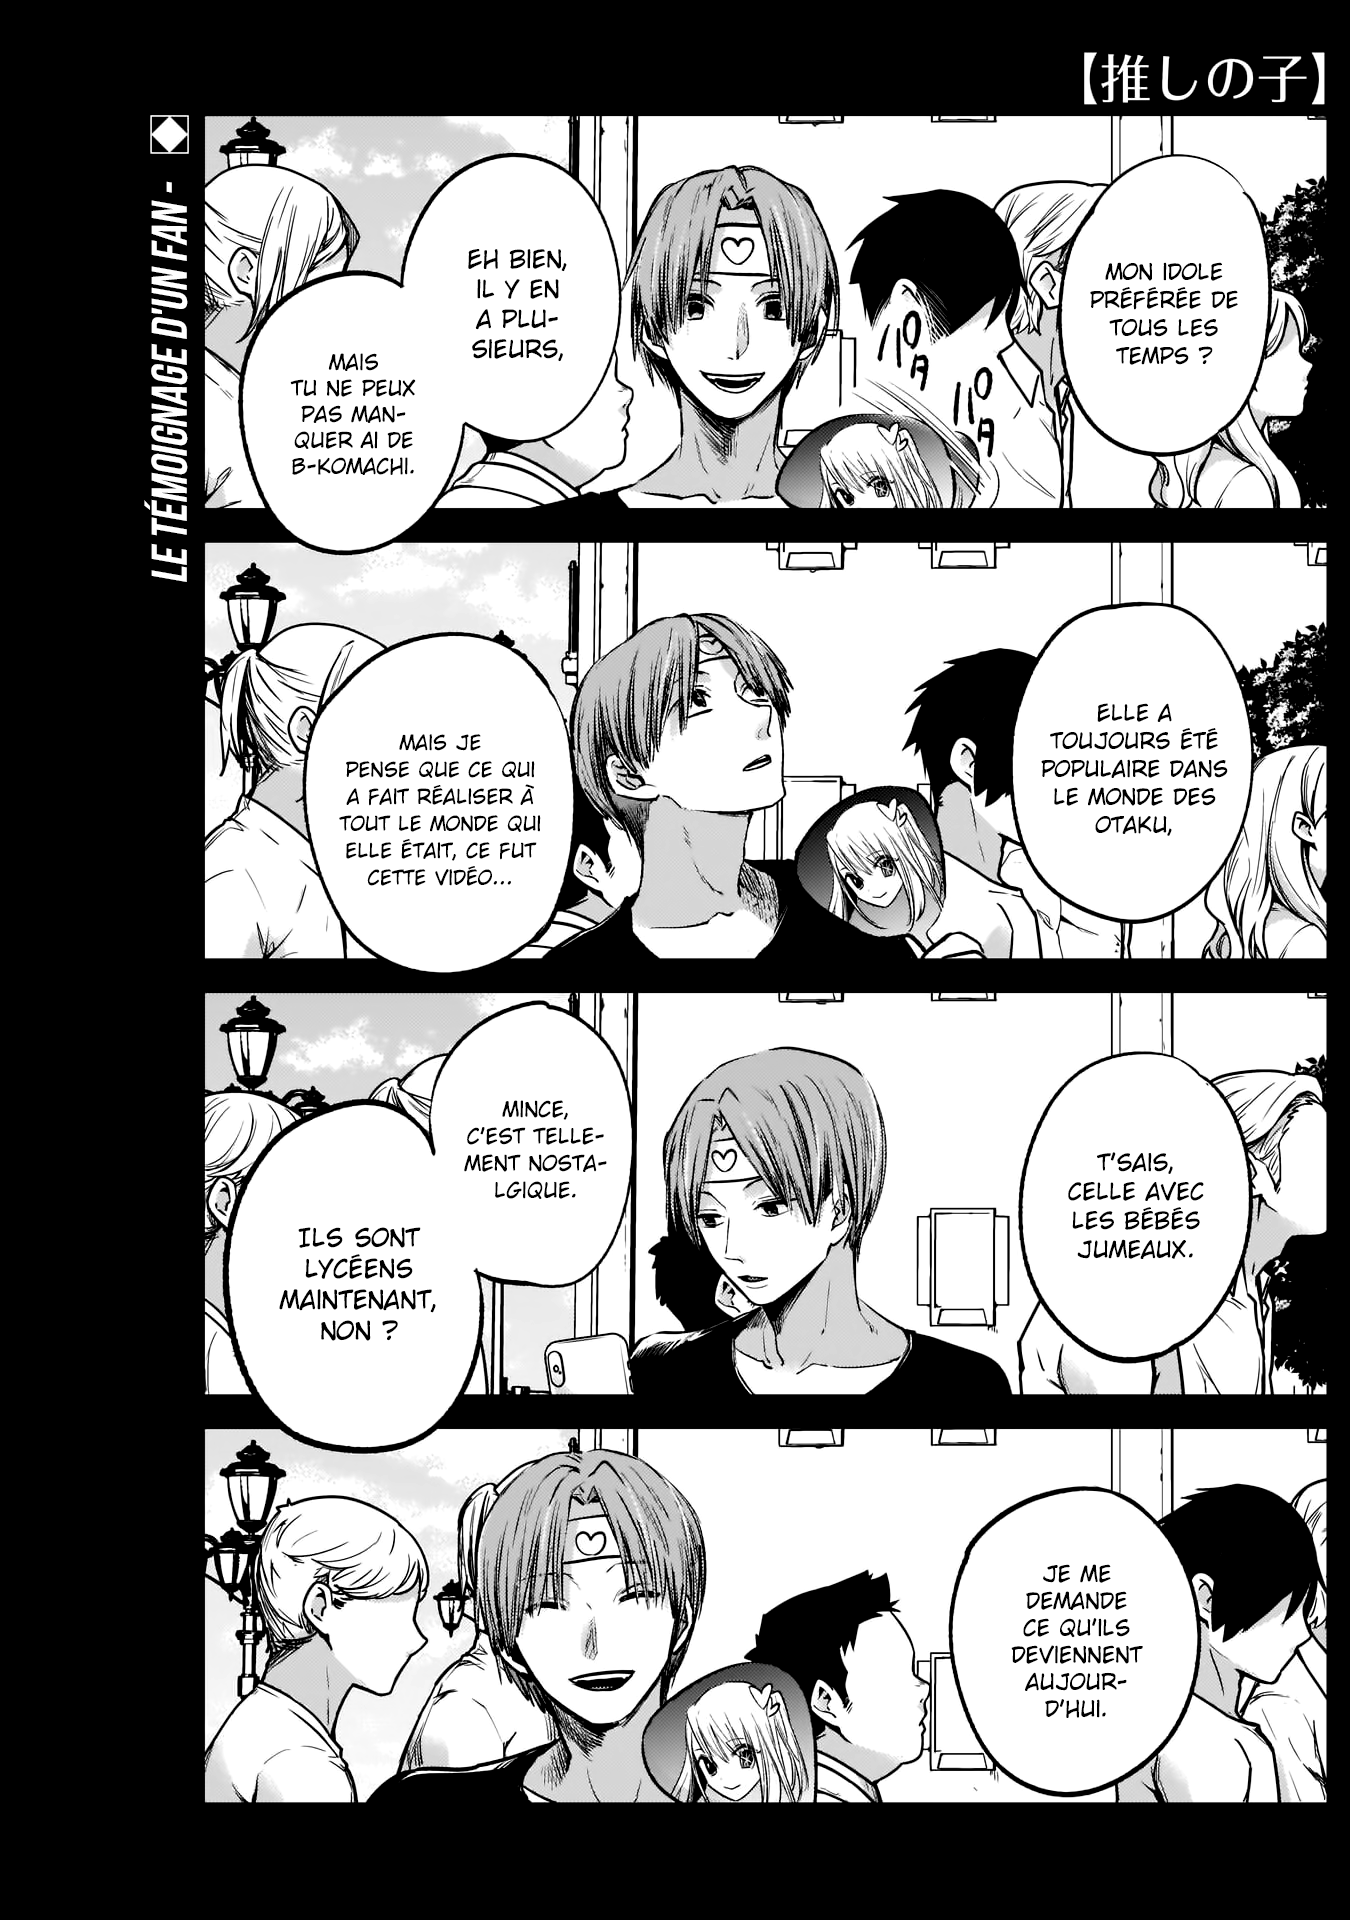 【推しの子】
LE TÉMOIGNAGE D'UN FAN -
MON IDOLE
PRÉFÉRÉE DE
TOUS LES
TEMPS ?
EH BIEN,
IL Y EN
A PLU-
SIEURS,
MAIS
TU NE PEUX
PAS MAN-
QUER AI DE
B-KOMACHI.
ELLE A
TOUJOURS ÉTÉ
POPULAIRE DANS
LE MONDE DES
OTAKU,
MAIS JE
PENSE QUE CE QUI
A FAIT RÉALISER À
TOUT LE MONDE QUI
ELLE ÉTAIT, CE FUT
CETTE VIDÉO...
T'SAIS,
CELLE AVEC
LES BÉBÉS
JUMEAUX.
MINCE,
C'EST TELLE-
MENT NOSTA-
LGIQUE.
ILS SONT
LYCÉENS
MAINTENANT,
NON ?
JE ME
DEMANDE
CE QU'ILS
DEVIENNENT
AUJOUR-
D'HUI.